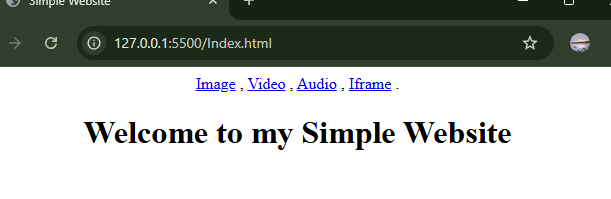 Simple Website
127.0.0.1:5500/Index.html
Image , Video , Audio , Iframe .
Welcome to my Simple Website